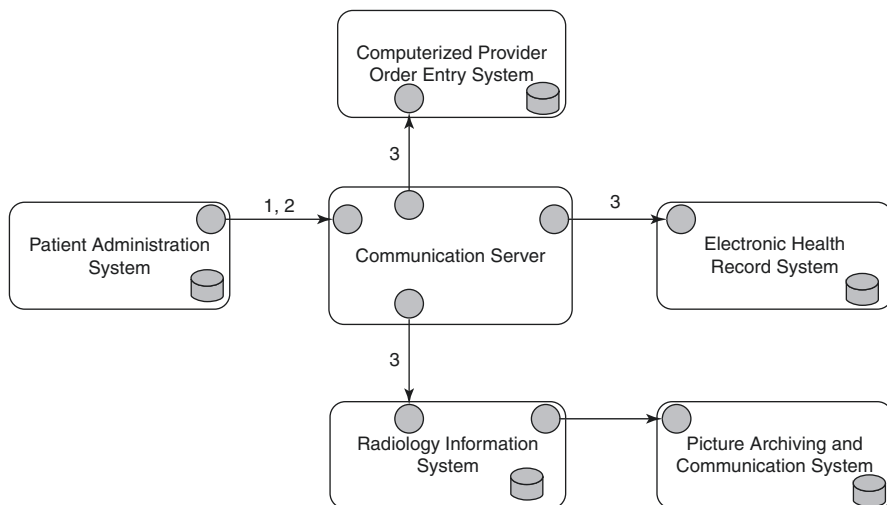 Computerized Provider
Order Entry System
3
1, 2
3
Patient Administration
System
Communication Server
Electronic Health
Record System
3
Radiology Information
System
Picture Archiving and
Communication System